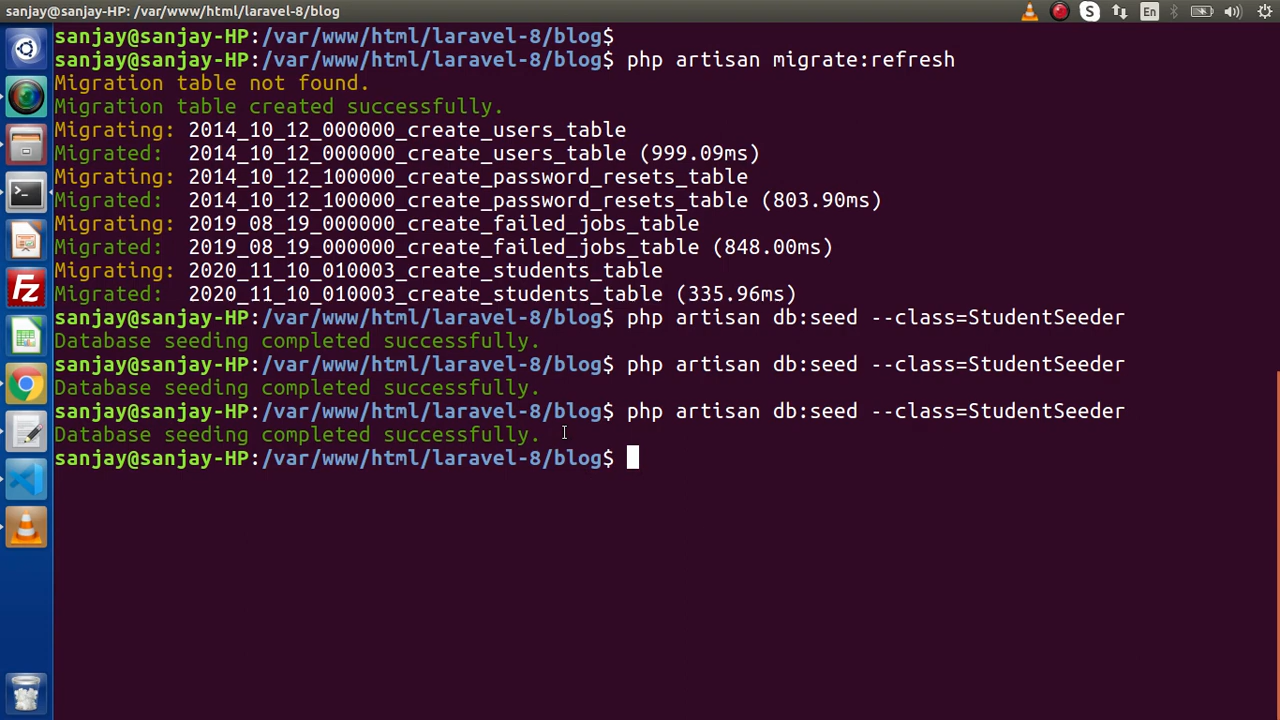 sanjay@sanjay-HP: /var/www/html/laravel-8/blog
En
sanjay@sanjay-HP:/var/www/html/laravel-8/blog$
sanjay@sanjay-HP:/var/www/html/laravel-8/blog$ php artisan migrate:refresh
Migration table not found.
Migration table created successfully.
Migrating: 2014_10_12_000000_create_users_table
Migrated:  2014_10_12_000000_create_users_table (999.09ms)
Migrating: 2014_10_12_100000_create_password_resets_table
Migrated:  2014_10_12_100000_create_password_resets_table (803.90ms)
Migrating: 2019_08_19_000000_create_failed_jobs_table
Migrated:  2019_08_19_000000_create_failed_jobs_table (848.00ms)
Migrating: 2020_11_10_010003_create_students_table
Migrated:  2020_11_10_010003_create_students_table (335.96ms)
sanjay@sanjay-HP:/var/www/html/laravel-8/blog$ php artisan db:seed --class=StudentSeeder
Database seeding completed successfully.
sanjay@sanjay-HP:/var/www/html/laravel-8/blog$ php artisan db:seed --class=StudentSeeder
Database seeding completed successfully.
sanjay@sanjay-HP:/var/www/html/laravel-8/blog$ php artisan db:seed --class=StudentSeeder
Database seeding completed successfully.
sanjay@sanjay-HP:/var/www/html/laravel-8/blog$